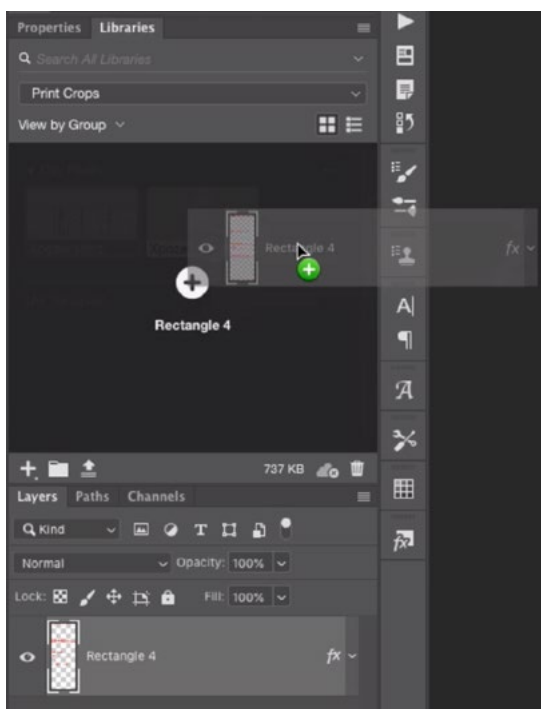 Properties Libraries
Search All Libraries
Print Crops
View by Group
Rectangle 4
Rectangle 4
737 KB
Layers Paths Channels
Kind
Normal Opacity: 100%
Lock: Fill: 100%
Rectangle 4 fx